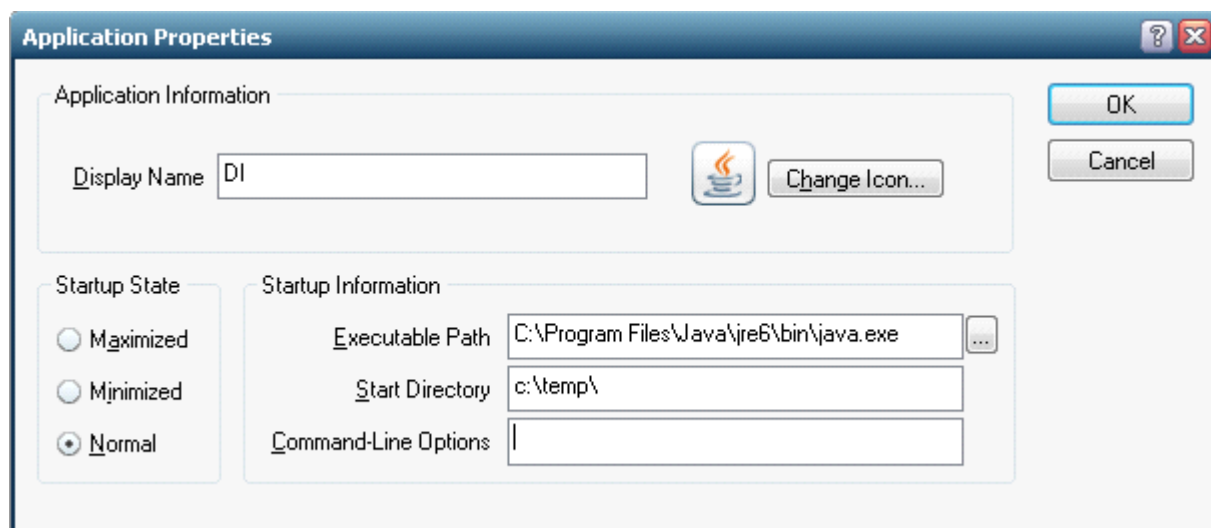 Application Properties
Application Information
OK
Display Name DI Change Icon...
Cancel
Startup State
Startup Information
Maximized
Executable Path C:\Program Files\Java\jre6\bin\java.exe ...
Minimized
Start Directory c:\temp\
Normal
Command-Line Options